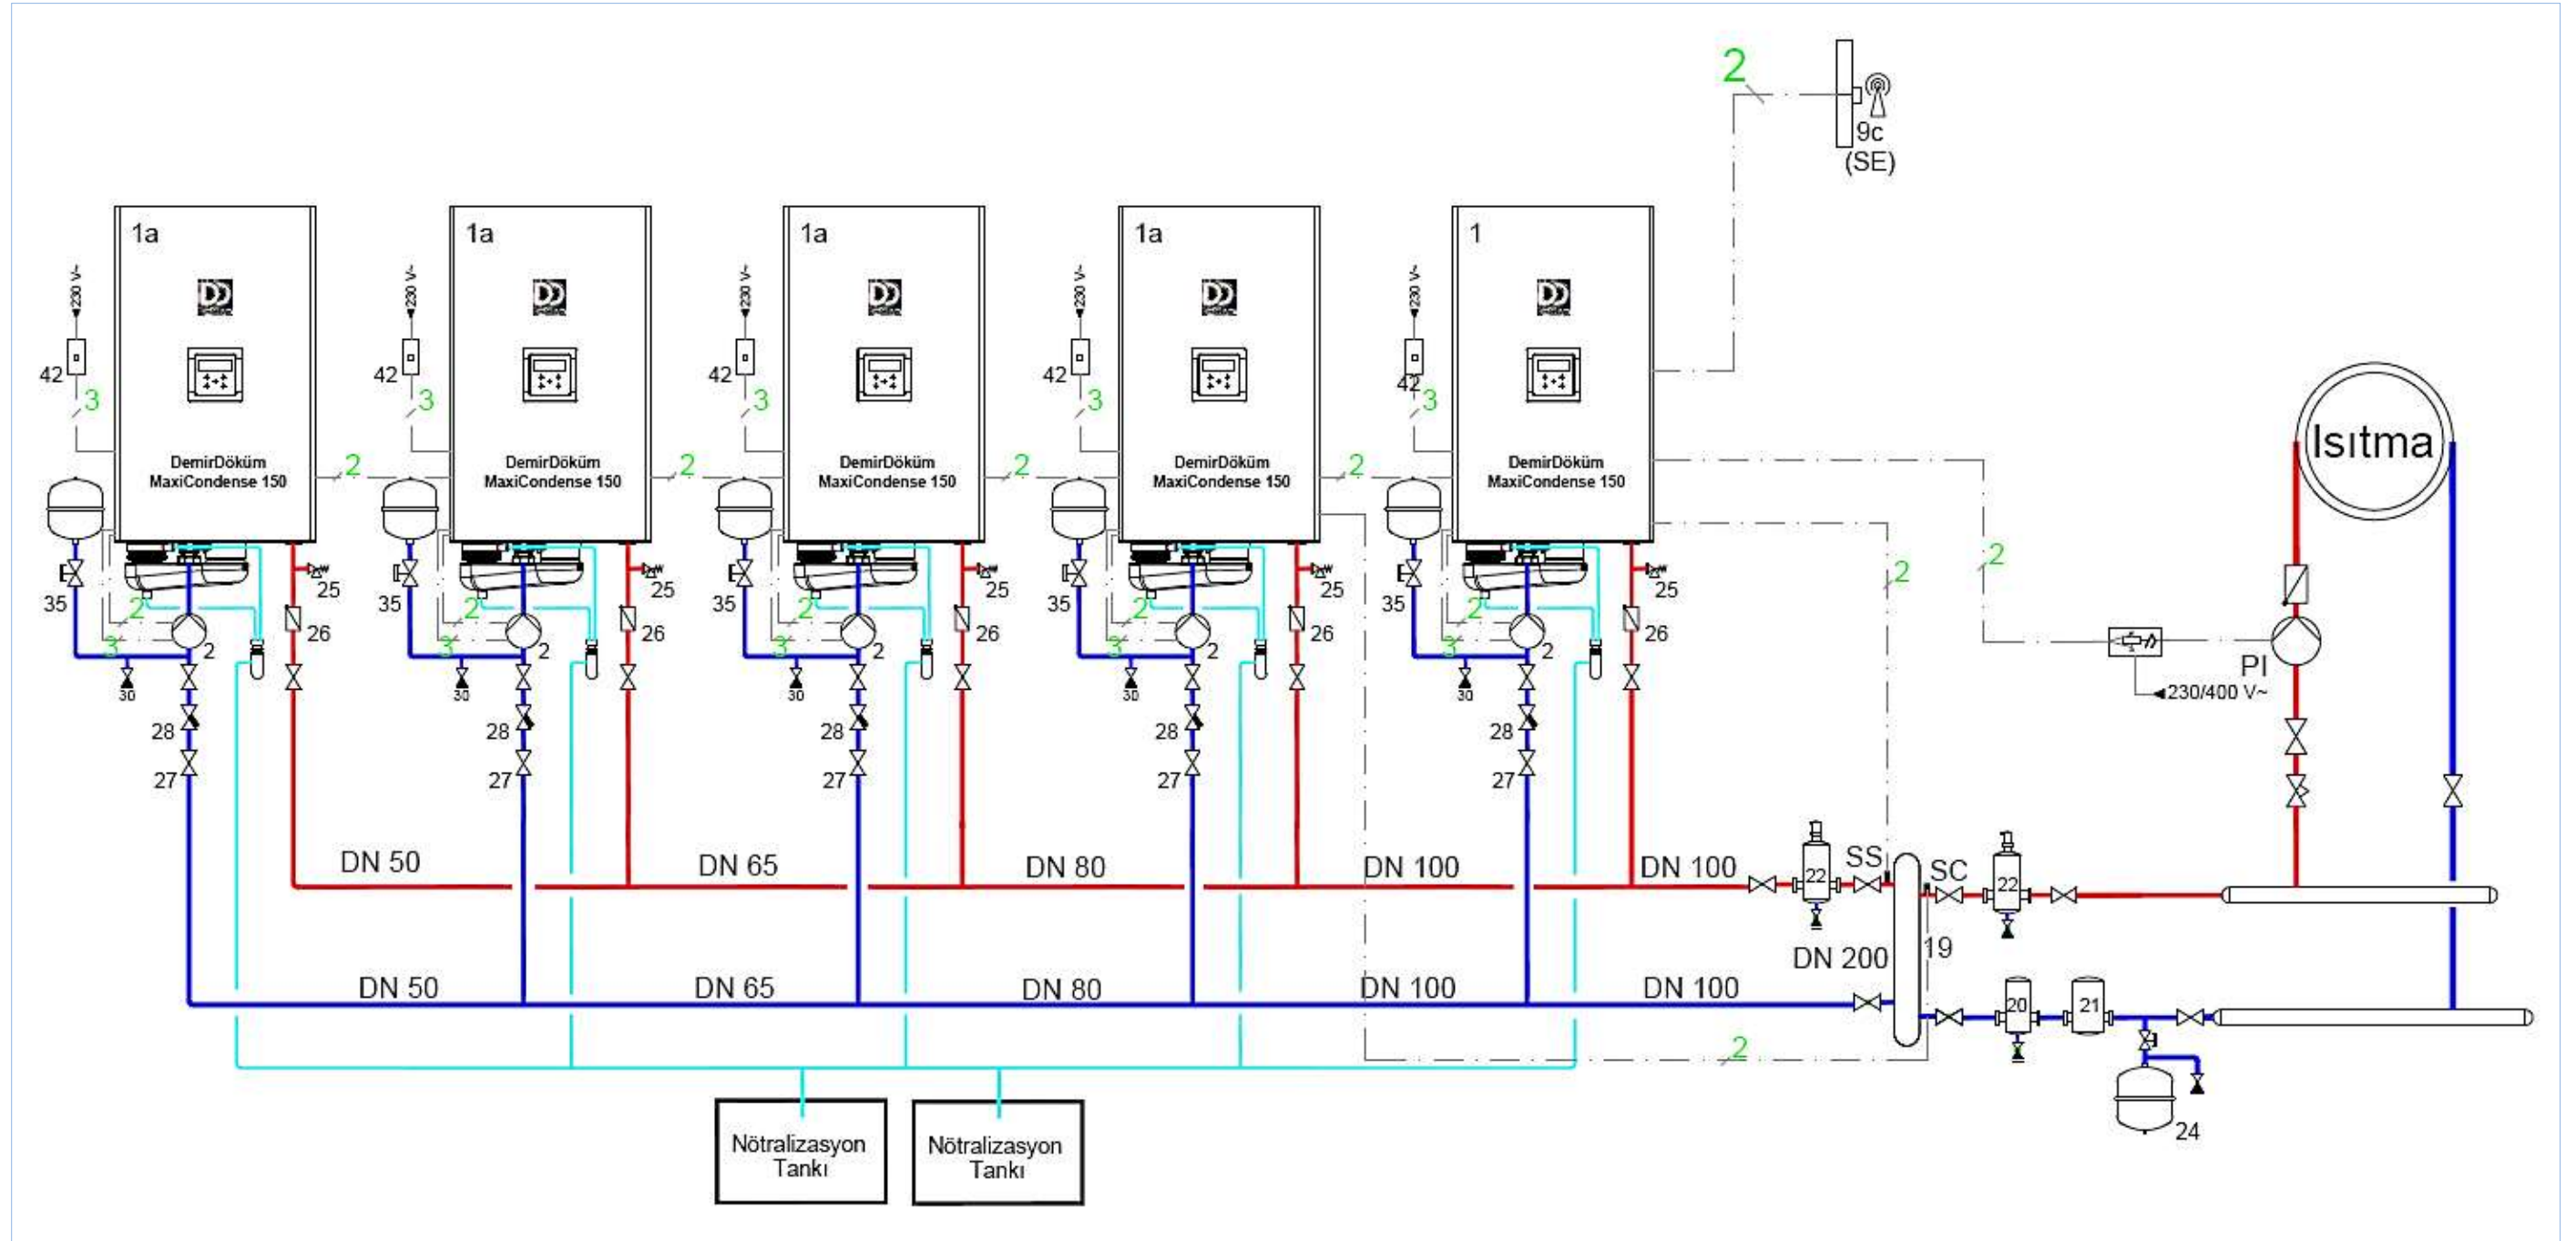 2
9c
(SE)
1a
1a
1a
1a
1
230 V~
230 V~
230 V~
230 V~
230 V~
42
42
42
42
42
3
3
3
3
3
DemirDöküm
MaxiCondense 150
DemirDöküm
MaxiCondense 150
DemirDöküm
MaxiCondense 150
DemirDöküm
MaxiCondense 150
DemirDöküm
MaxiCondense 150
2
2
2
2
Isıtma
2
2
35
25
35
25
35
25
35
25
35
25
2
2
2
2
2
26
26
26
26
26
3
2
3
2
3
2
3
2
3
2
PI
230/400 V~
30
30
30
30
30
28
28
28
28
28
27
27
27
27
27
DN 50
DN 65
DN 80
DN 100
DN 100
SS
SC
22
22
DN 200
19
DN 50
DN 65
DN 80
DN 100
DN 100
20
21
2
24
Nötralizasyon
Tankı
Nötralizasyon
Tankı